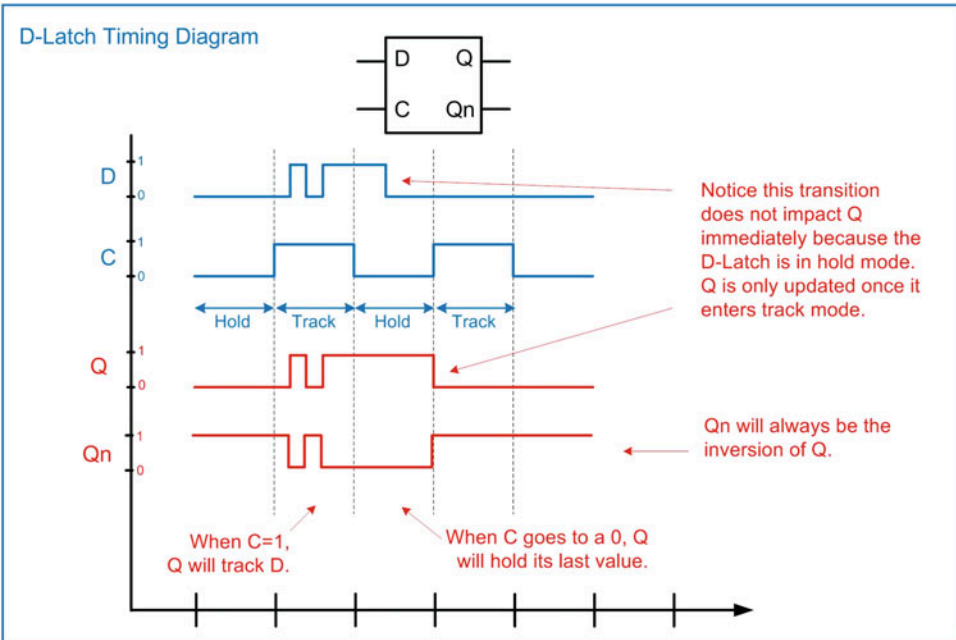 D-Latch Timing Diagram
D Q
C Qn
D 1
0
Notice this transition
does not impact Q
immediately because the
D-Latch is in hold mode.
Q is only updated once it
enters track mode.
C 1
0
Hold Track Hold Track
Q 1
0
Qn 1
0
Qn will always be the
inversion of Q.
When C=1,
Q will track D.
When C goes to a 0, Q
will hold its last value.